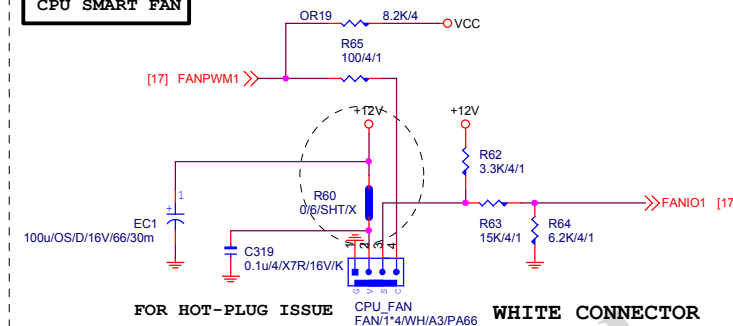 CPU SMART FAN
OR19 8.2K/4 VCC
R65
100/4/1
[17] FANPWM1
+12V +12V
R62
3.3K/4/1
R60
0/6/SHT/X
FANIO1 [17
1
+
EC1
100u/OS/D/16V/66/30m
R63
15K/4/1
R64
6.2K/4/1
C319
0.1u/4/X7R/16V/K
1 2 3 4
G V S C
FOR HOT-PLUG ISSUE
CPU_FAN
FAN/1*4/WH/A3/PA66
WHITE CONNECTOR